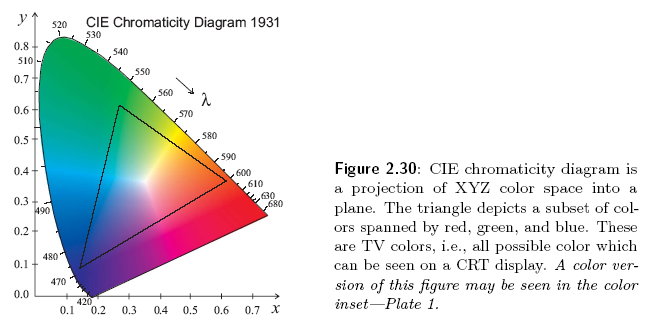 CIE Chromaticity Diagram 1931
y
520
530
540
550
560
λ
570
580
590
600
610
630
680
510
490
480
470
420
0.8
0.7
0.6
0.5
0.4
0.3
0.2
0.1
0.0
0.1 0.2 0.3 0.4 0.5 0.6 0.7 x
Figure 2.30: CIE chromaticity diagram is
a projection of XYZ color space into a
plane. The triangle depicts a subset of col-
ors spanned by red, green, and blue. These
are TV colors, i.e., all possible color which
can be seen on a CRT display. A color ver-
sion of this figure may be seen in the color
inset—Plate 1.